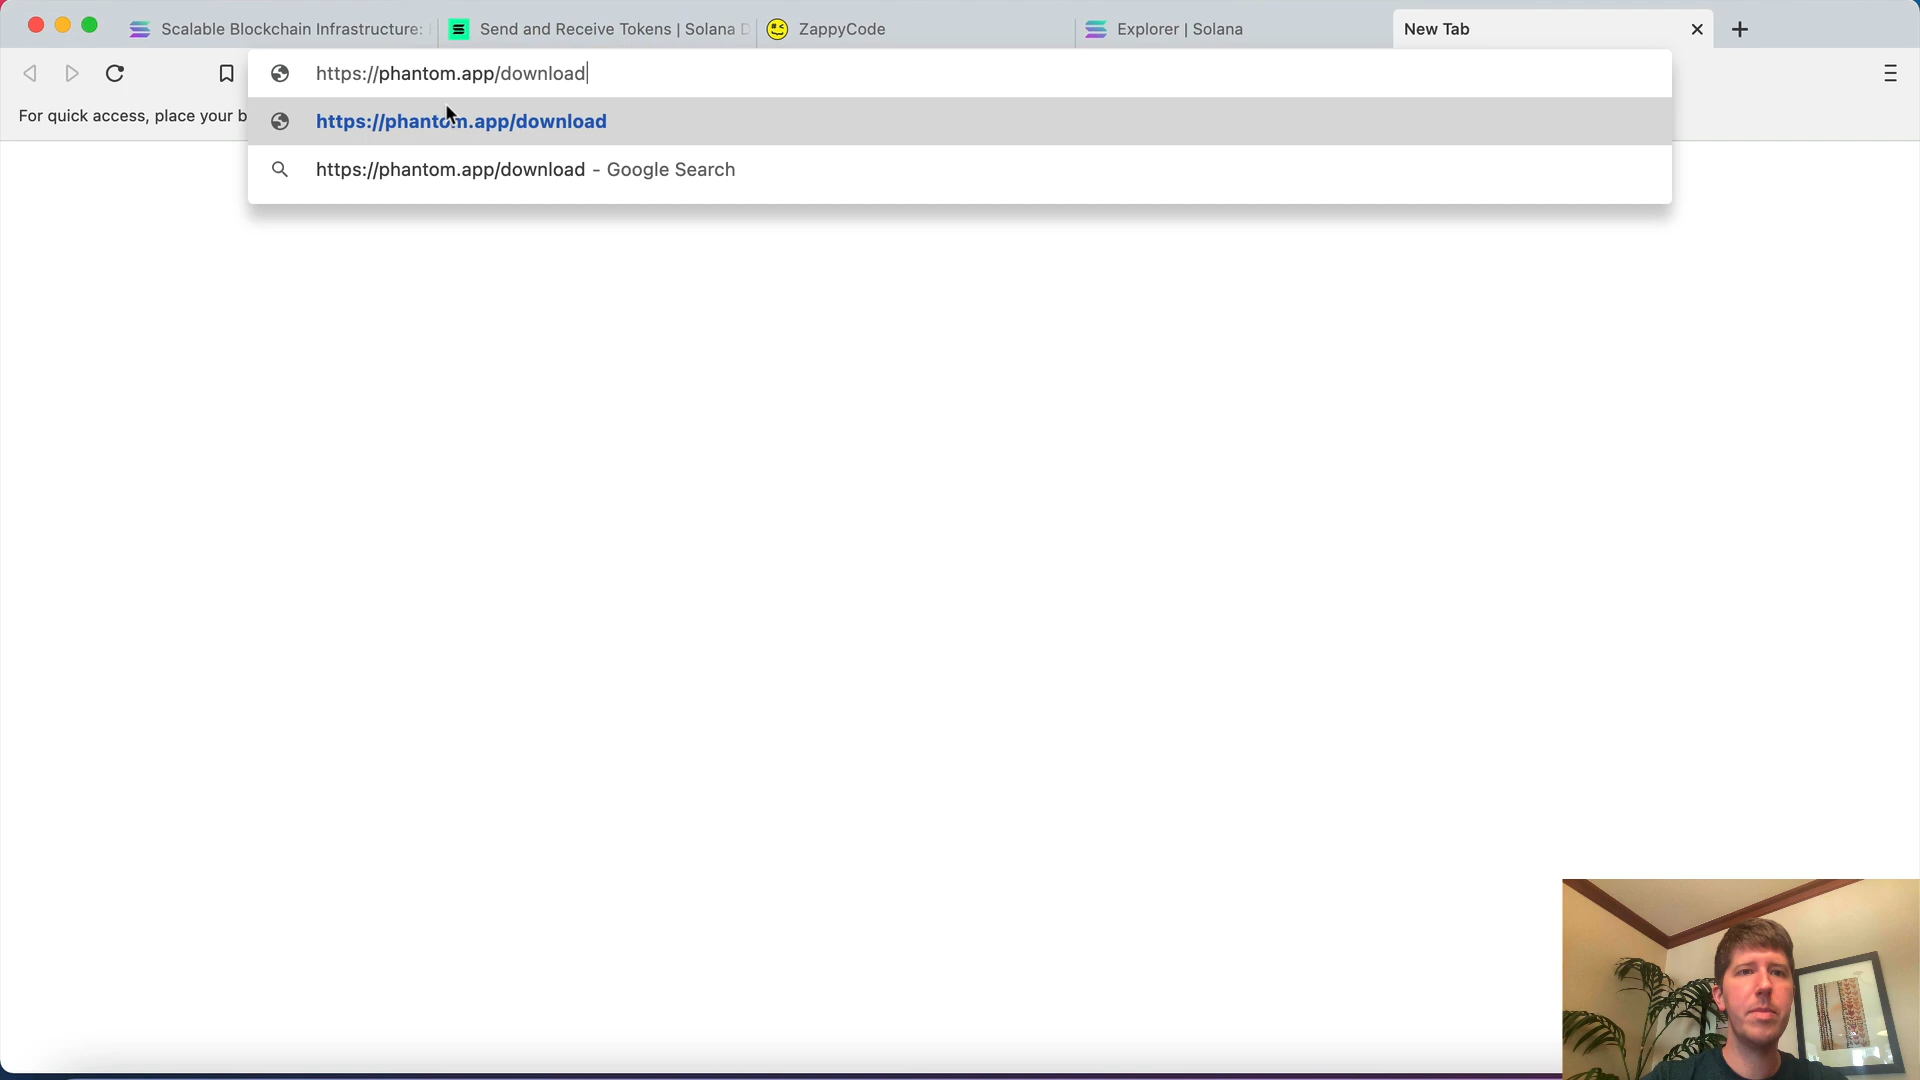 Scalable Blockchain Infrastructure:
Send and Receive Tokens | Solana D
ZappyCode
Explorer | Solana
New Tab
https://phantom.app/download
For quick access, place your b
https://phantom.app/download
https://phantom.app/download - Google Search